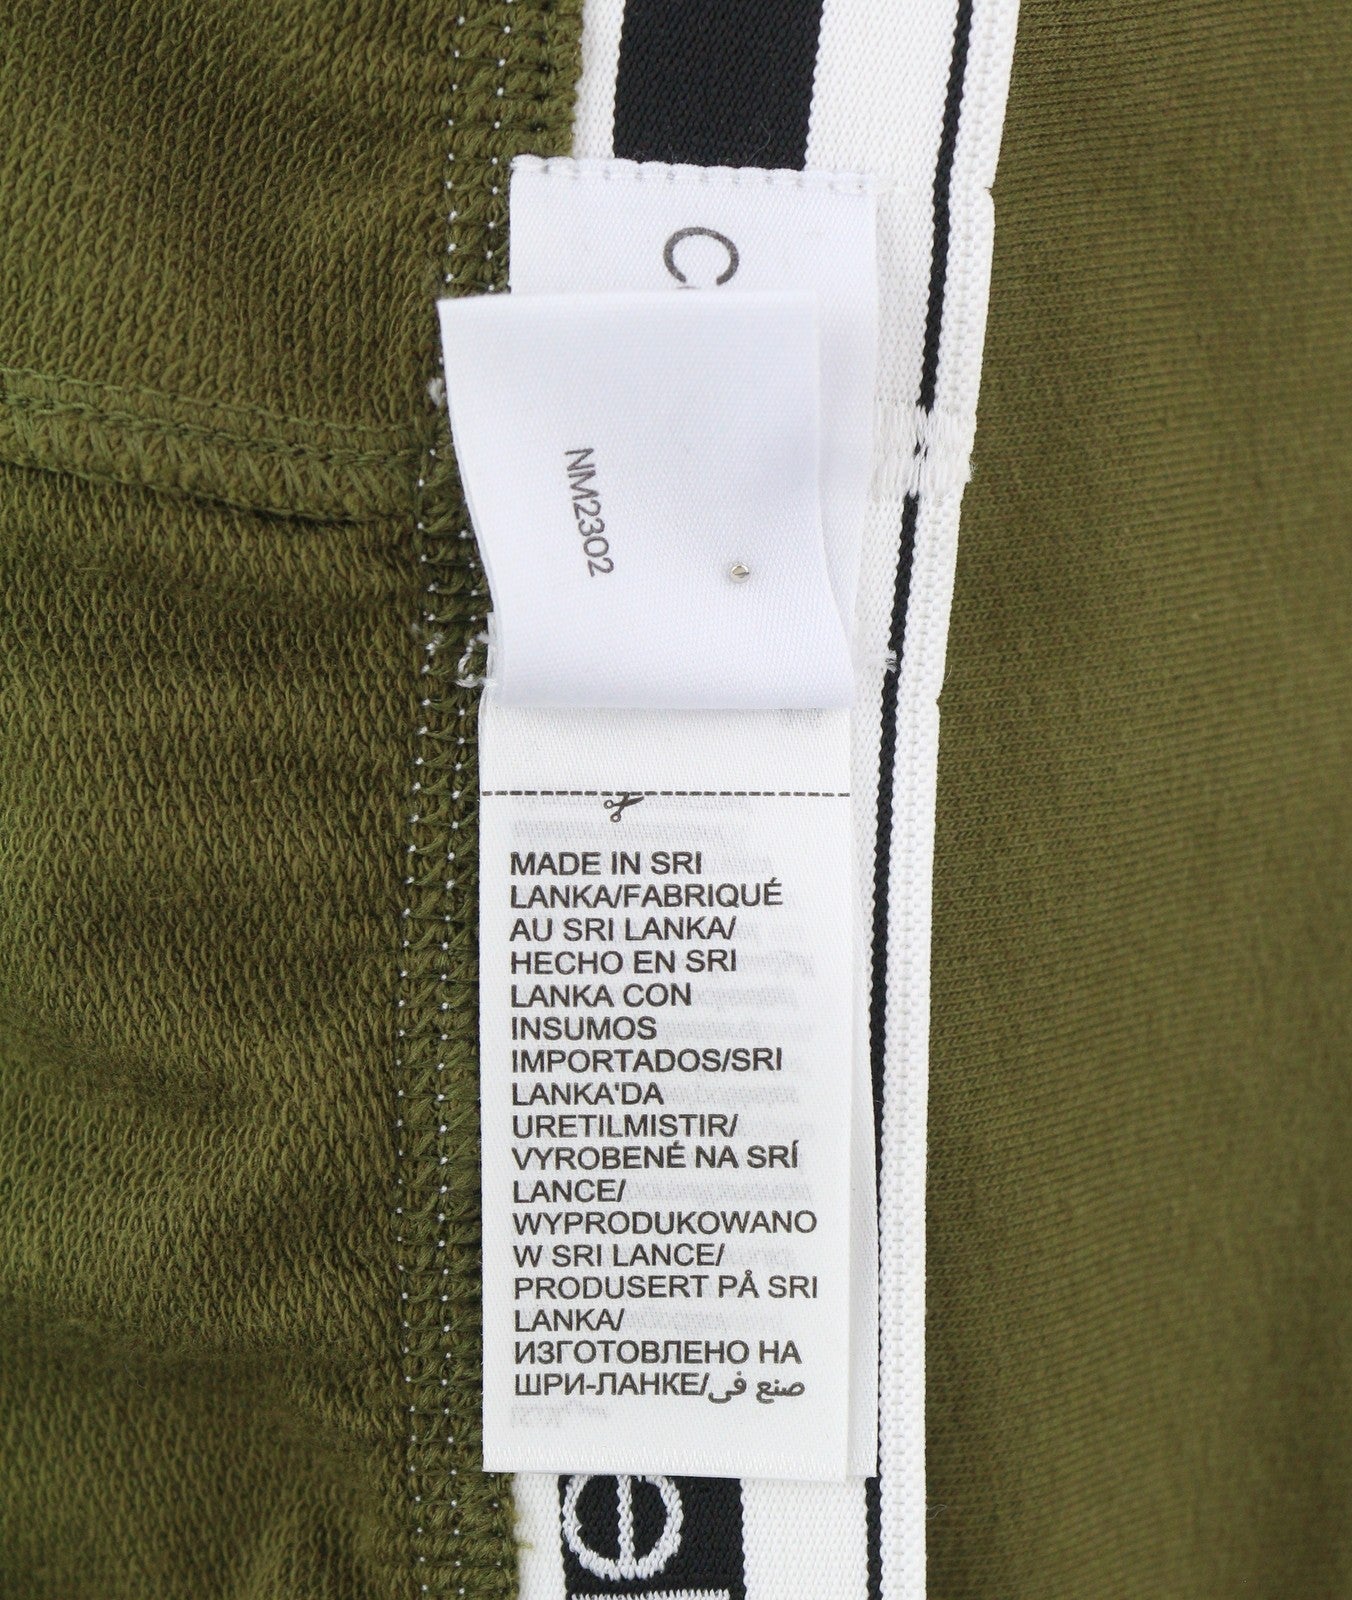 C
NM2302
MADE IN SRI
LANKA/FABRIQUÉ
AU SRI LANKA/
HECHO EN SRI
LANKA CON
INSUMOS
IMPORTADOS/SRI
LANKA'DA
URETILMISTIR/
VYROBENÉ NA SRÍ
LANCE/
WYPRODUKOWANO
W SRI LANCE/
PRODUSERT PÅ SRI
LANKA/
ИЗГОТОВЛЕНО НА
ШРИ-ЛАНКЕ/صنع في
e